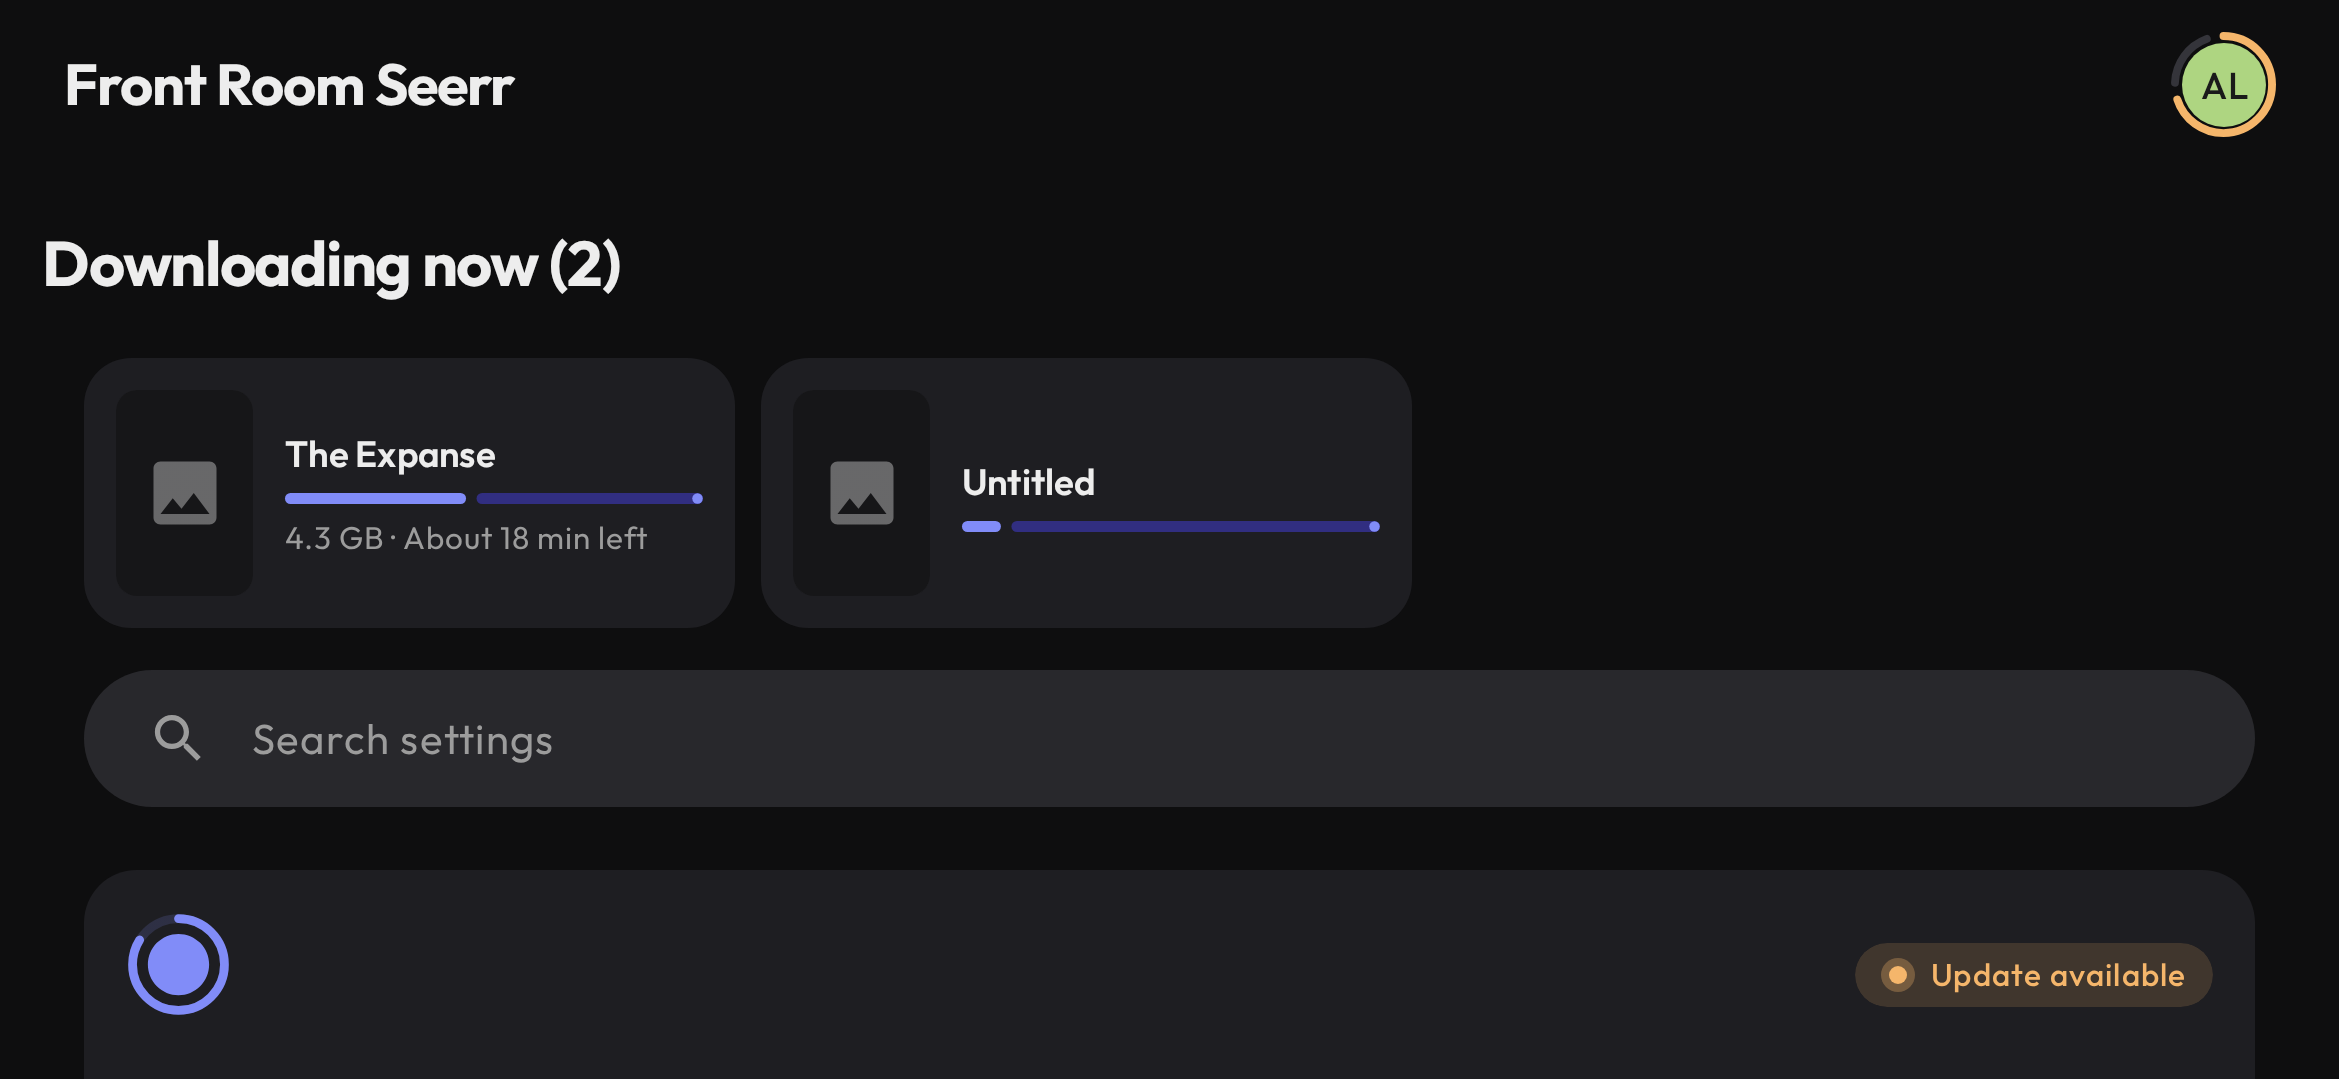 Front Room Seerr
AL
Downloading now (2)
The Expanse
4.3 GB · About 18 min left
Untitled
Search settings
Update available